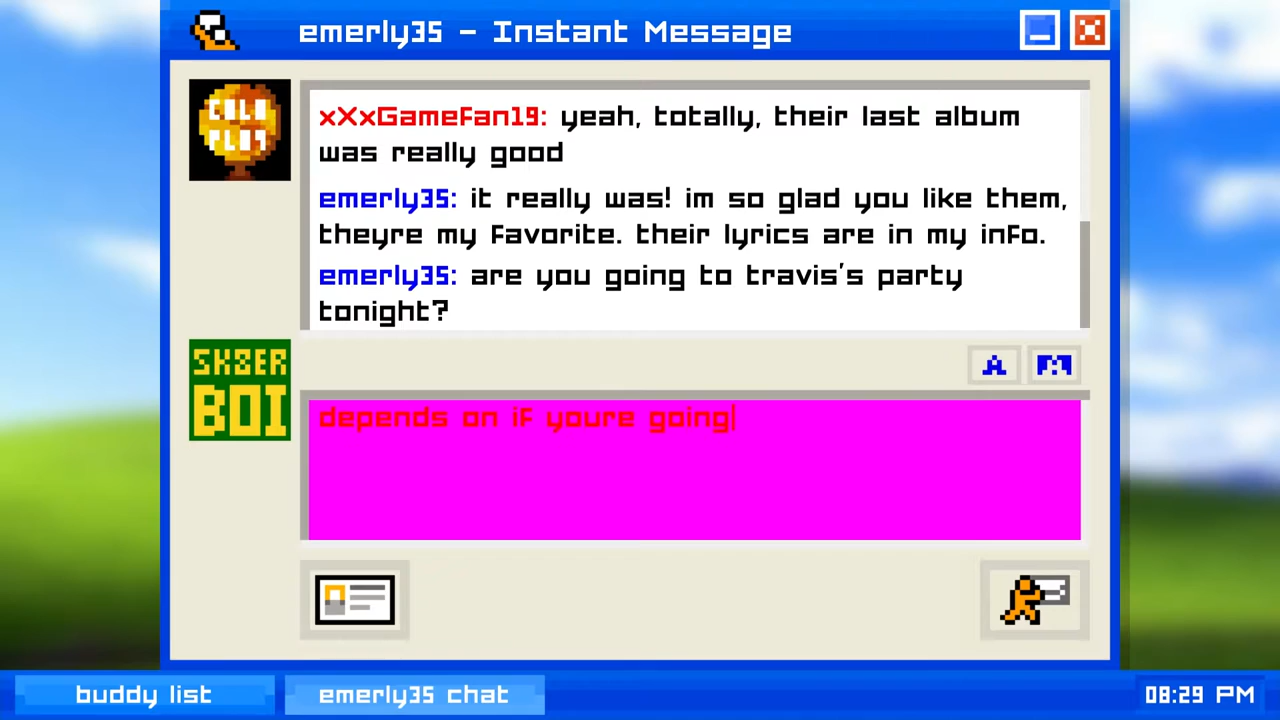 emerly35 - Instant Message
COLD
PLAY
xXxGameFan19: yeah, totally, their last album
was really good
emerly35: it really was! im so glad you like them,
theyre my favorite. their lyrics are in my info.
emerly35: are you going to travis's party
tonight?
SK8ER
BOI
A
depends on if youre going
buddy list
emerly35 chat
08:29 PM